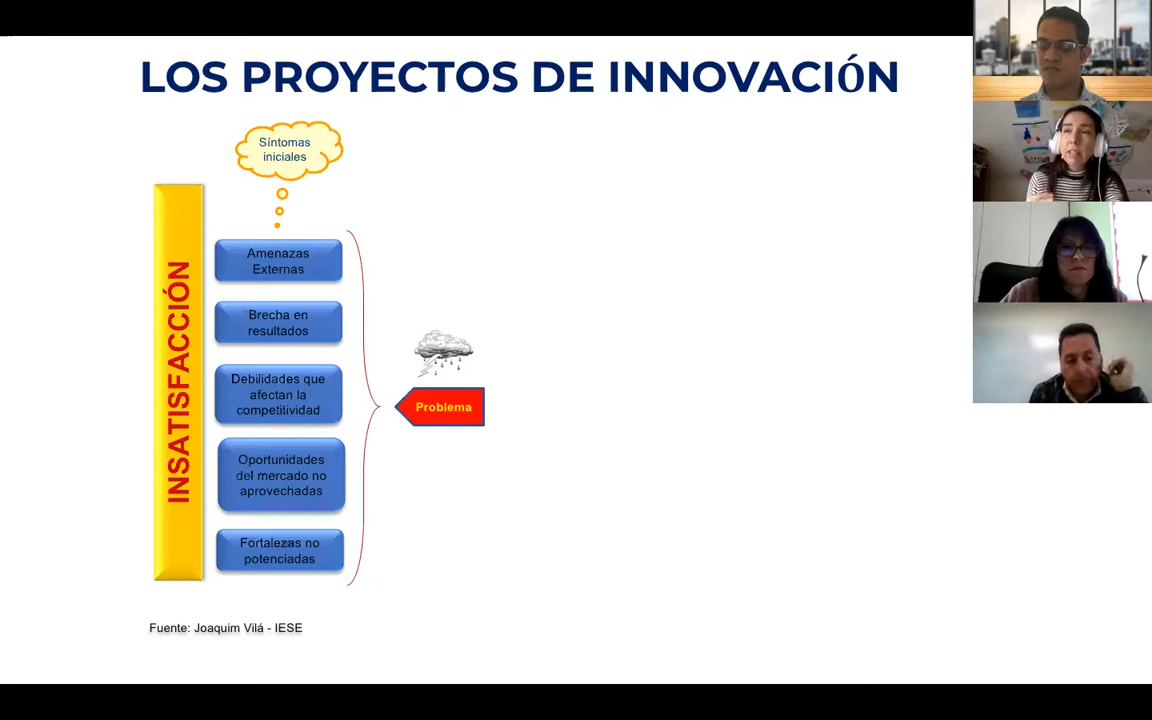 LOS PROYECTOS DE INNOVACIÓN
Síntomas
iniciales
INSATISFACCIÓN
Amenazas
Externas
Brecha en
resultados
Debilidades que
afectan la
competitividad
Oportunidades
del mercado no
aprovechadas
Fortalezas no
potenciadas
Problema
Fuente: Joaquim Vilá - IESE